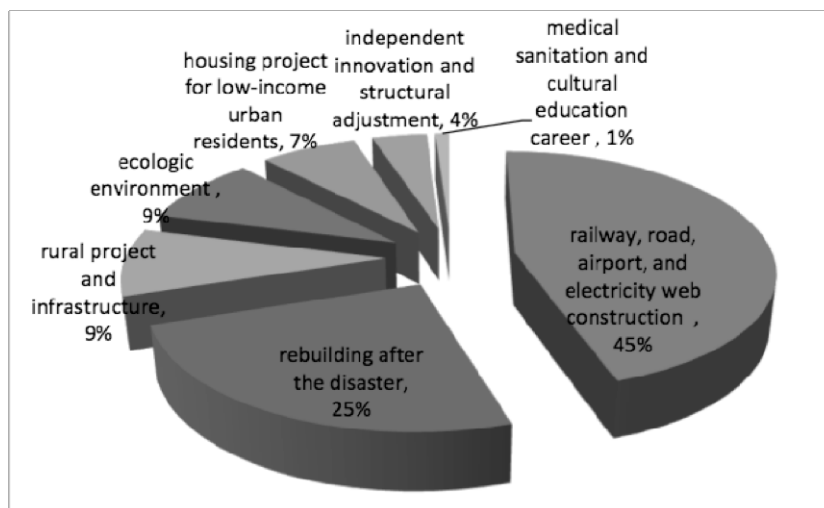 medical
sanitation and
cultural
education
career , 1%
independent
innovation and
structural
adjustment, 4%
housing project
for low-income
urban
residents, 7%
ecologic
environment ,
9%
rural project
and
infrastructure,
9%
rebuilding after
the disaster,
25%
railway, road,
airport, and
electricity web
construction ,
45%